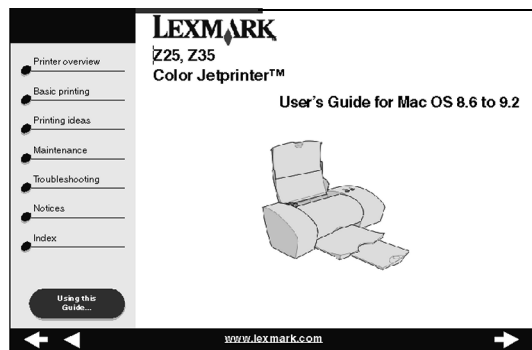 LEXMARK
Z25, Z35
Color Jetprinter™
User's Guide for Mac OS 8.6 to 9.2
Printer overview
Basic printing
Printing ideas
Maintenance
Troubleshooting
Notices
Index
Using this
Guide...
www.lexmark.com